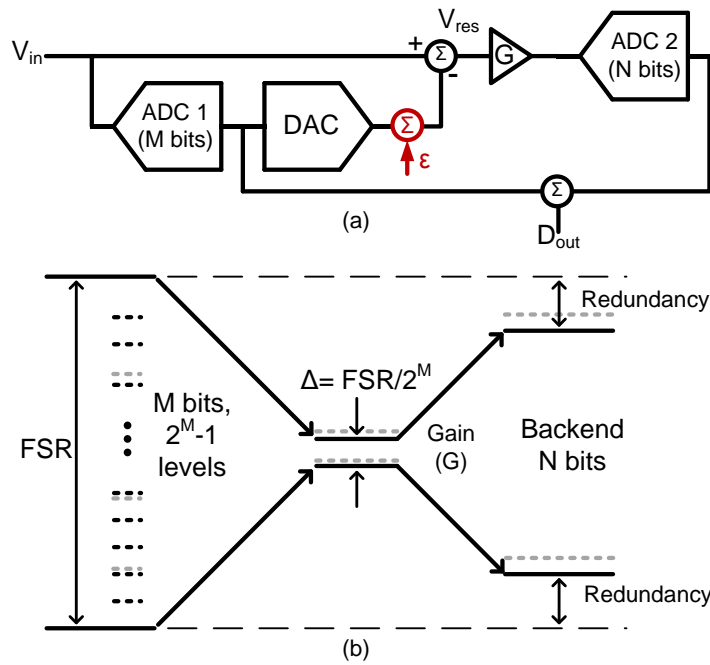 V_in
+
Σ
-
V_res
G
ADC 2
(N bits)
ADC 1
(M bits)
DAC
Σ
ε
Σ
D_out
(a)
FSR
M bits,
2^M-1
levels
Δ= FSR/2^M
Gain
(G)
Redundancy
Backend
N bits
Redundancy
(b)